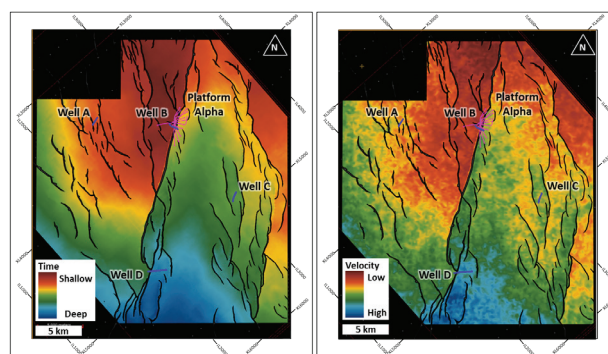 N
Platform
Alpha
Well A
Well B
Well C
Well D
Time
Shallow
Deep
5 km
N
Platform
Alpha
Well A
Well B
Well C
Well D
Velocity
Low
High
5 km